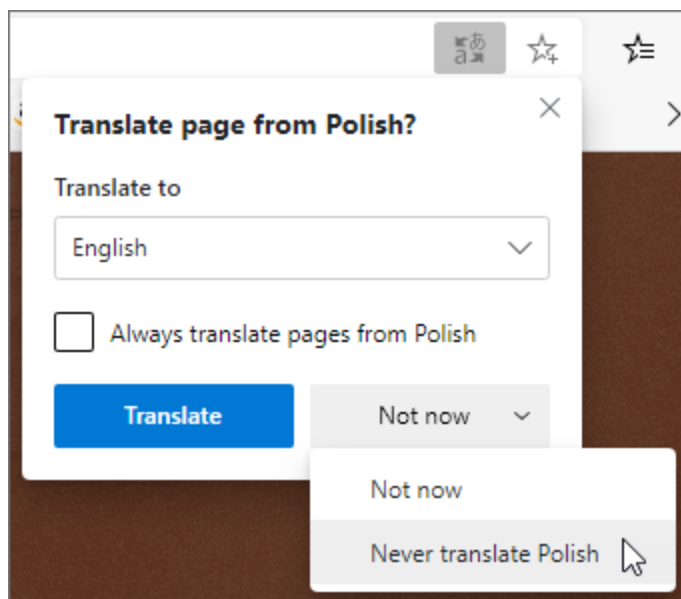 Translate page from Polish?
Translate to
English
Always translate pages from Polish
Translate
Not now
Not now
Never translate Polish